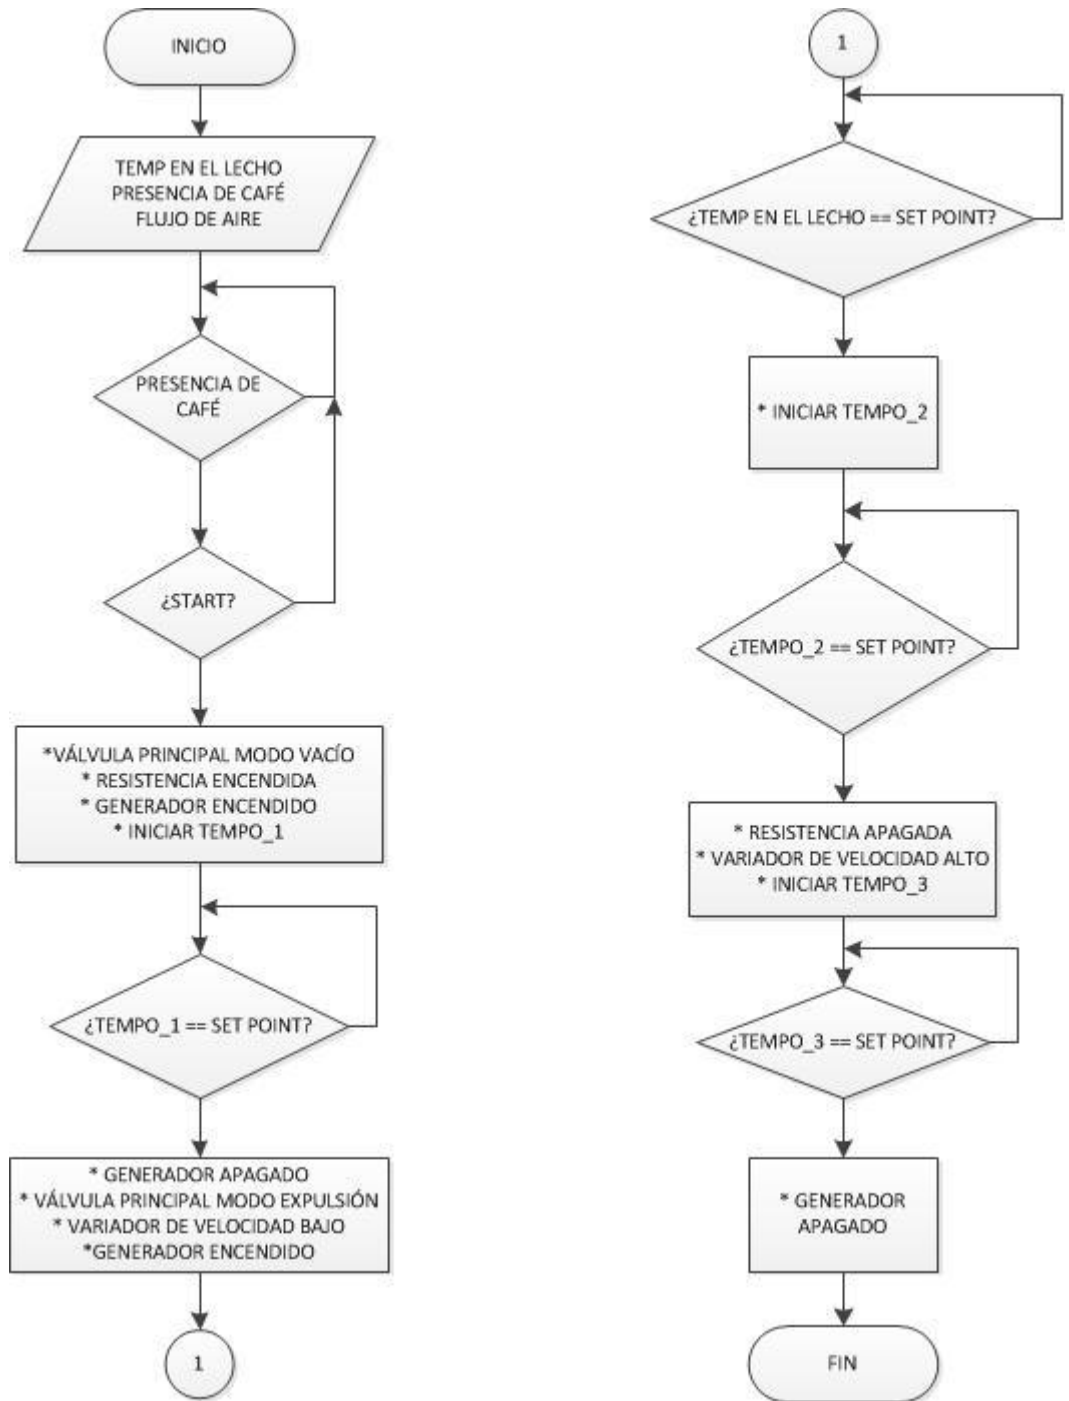 INICIO
TEMP EN EL LECHO
PRESENCIA DE CAFÉ
FLUJO DE AIRE
PRESENCIA DE
CAFÉ
¿START?
*VÁLVULA PRINCIPAL MODO VACÍO
* RESISTENCIA ENCENDIDA
* GENERADOR ENCENDIDO
* INICIAR TEMPO_1
¿TEMPO_1 == SET POINT?
* GENERADOR APAGADO
* VÁLVULA PRINCIPAL MODO EXPULSIÓN
* VARIADOR DE VELOCIDAD BAJO
*GENERADOR ENCENDIDO
1
1
¿TEMP EN EL LECHO == SET POINT?
* INICIAR TEMPO_2
¿TEMPO_2 == SET POINT?
* RESISTENCIA APAGADA
* VARIADOR DE VELOCIDAD ALTO
* INICIAR TEMPO_3
¿TEMPO_3 == SET POINT?
* GENERADOR
APAGADO
FIN